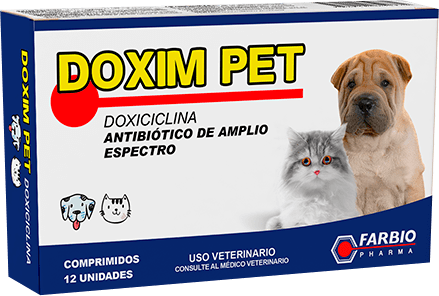 DOXIM PET
DOXICICLINA
ANTIBIÓTICO DE AMPLIO
ESPECTRO
COMPRIMIDOS
12 UNIDADES
USO VETERINARIO
CONSULTE AL MÉDICO VETERINARIO
FARBIO
PHARMA
DOXIM PET
DOXICICLINA